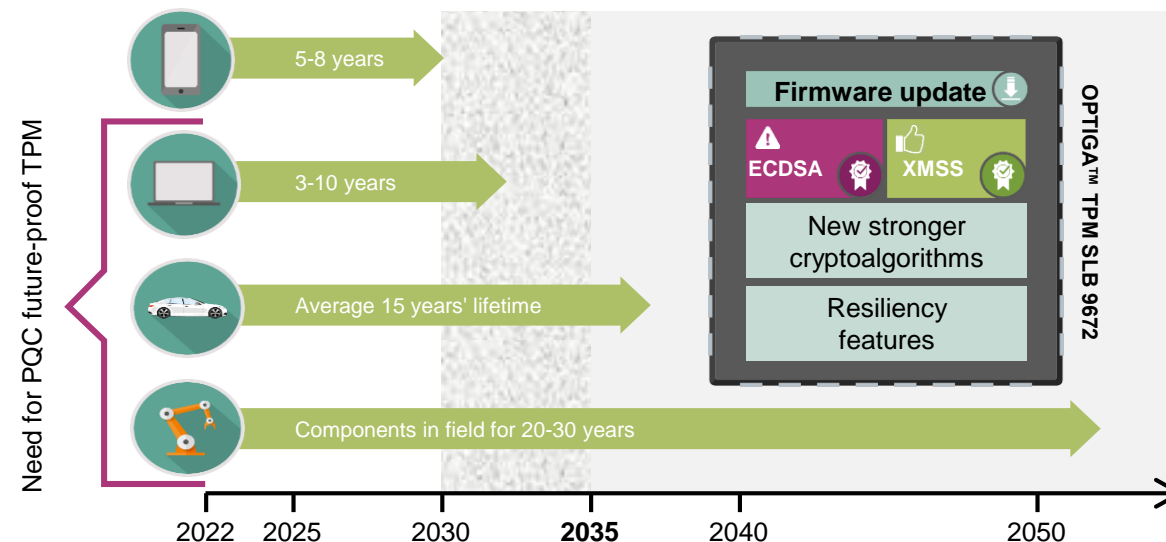 Need for PQC future-proof TPM
5-8 years
3-10 years
Average 15 years' lifetime
Components in field for 20-30 years
Firmware update
ECDSA
XMSS
New stronger
cryptoalgorithms
Resiliency
features
OPTIGA™ TPM SLB 9672
2022
2025
2030
2035
2040
2050